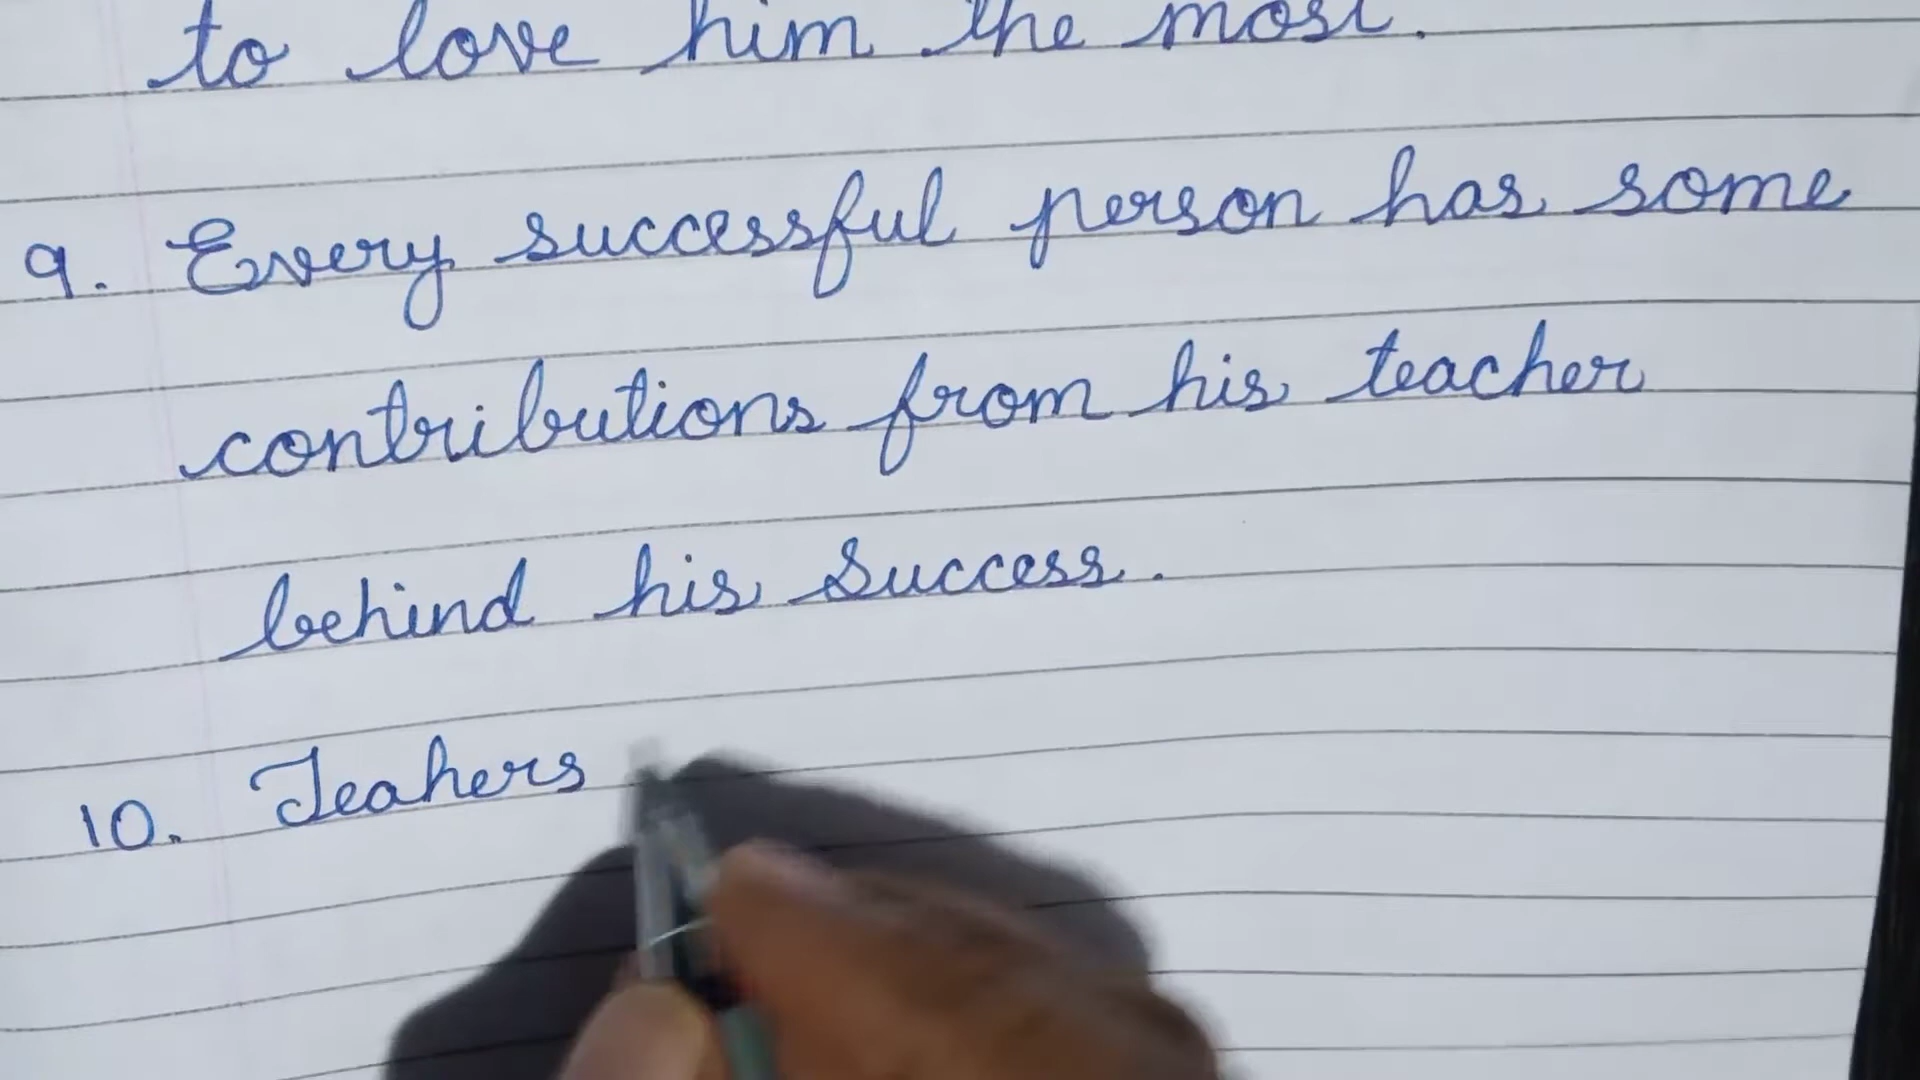 to love him the most.
9. Every successful person has some
contributions from his teacher
behind his Success.
10. Teahers